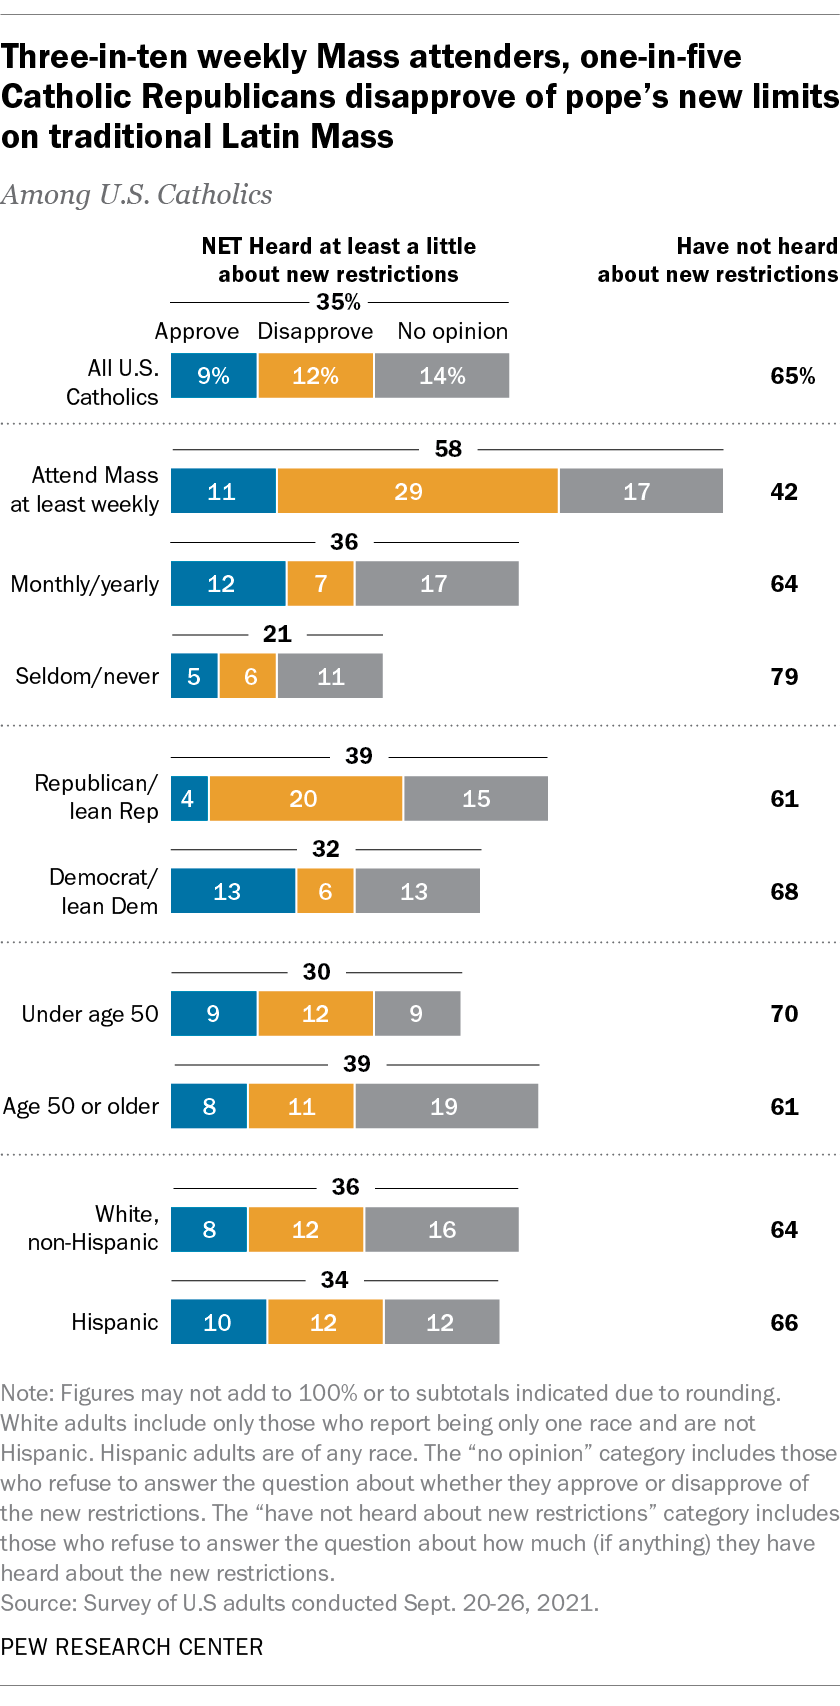 Three-in-ten weekly Mass attenders, one-in-five
Catholic Republicans disapprove of pope's new limits
on traditional Latin Mass
Among U.S. Catholics
NET Heard at least a little
about new restrictions
Have not heard
about new restrictions
35%
Approve Disapprove No opinion
All U.S.
Catholics
9% 12% 14% 65%
58
Attend Mass
at least weekly
11 29 17 42
36
Monthly/yearly 12 7 17 64
21
Seldom/never 5 6 11 79
39
Republican/
lean Rep
4 20 15 61
32
Democrat/
lean Dem
13 6 13 68
30
Under age 50 9 12 9 70
39
Age 50 or older 8 11 19 61
36
White,
non-Hispanic
8 12 16 64
34
Hispanic 10 12 12 66
Note: Figures may not add to 100% or to subtotals indicated due to rounding.
White adults include only those who report being only one race and are not
Hispanic. Hispanic adults are of any race. The “no opinion” category includes those
who refuse to answer the question about whether they approve or disapprove of
the new restrictions. The “have not heard about new restrictions” category includes
those who refuse to answer the question about how much (if anything) they have
heard about the new restrictions.
Source: Survey of U.S adults conducted Sept. 20-26, 2021.
PEW RESEARCH CENTER